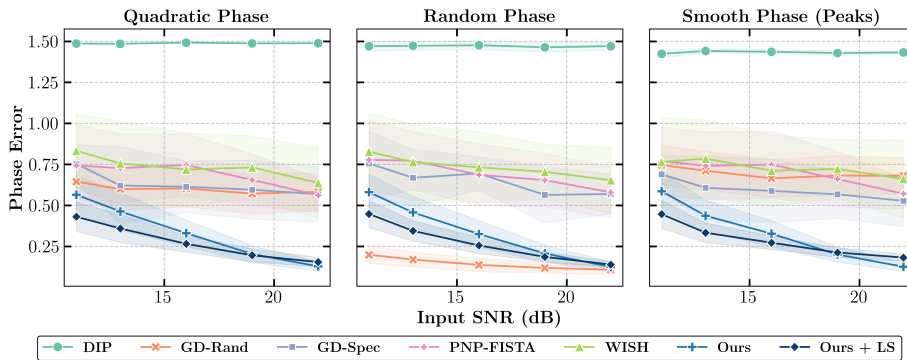 Quadratic Phase
Random Phase
Smooth Phase (Peaks)
Phase Error
1.50
1.25
1.00
0.75
0.50
0.25
15
20
15
20
15
20
Input SNR (dB)
DIP
GD-Rand
GD-Spec
PNP-FISTA
WISH
Ours
Ours + LS